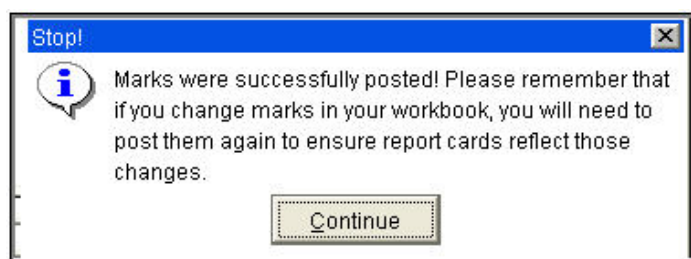 Stop!
Marks were successfully posted! Please remember that
if you change marks in your workbook, you will need to
post them again to ensure report cards reflect those
changes.
Continue